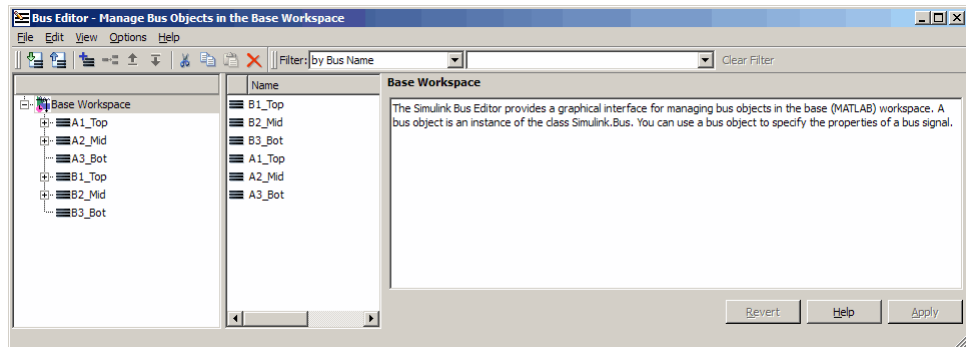 Bus Editor - Manage Bus Objects in the Base Workspace
File Edit View Options Help
Filter: by Bus Name Clear Filter
Base Workspace
A1_Top
A2_Mid
A3_Bot
B1_Top
B2_Mid
B3_Bot
Name
B1_Top
B2_Mid
B3_Bot
A1_Top
A2_Mid
A3_Bot
Base Workspace
The Simulink Bus Editor provides a graphical interface for managing bus objects in the base (MATLAB) workspace. A
bus object is an instance of the class Simulink.Bus. You can use a bus object to specify the properties of a bus signal.
Revert Help Apply